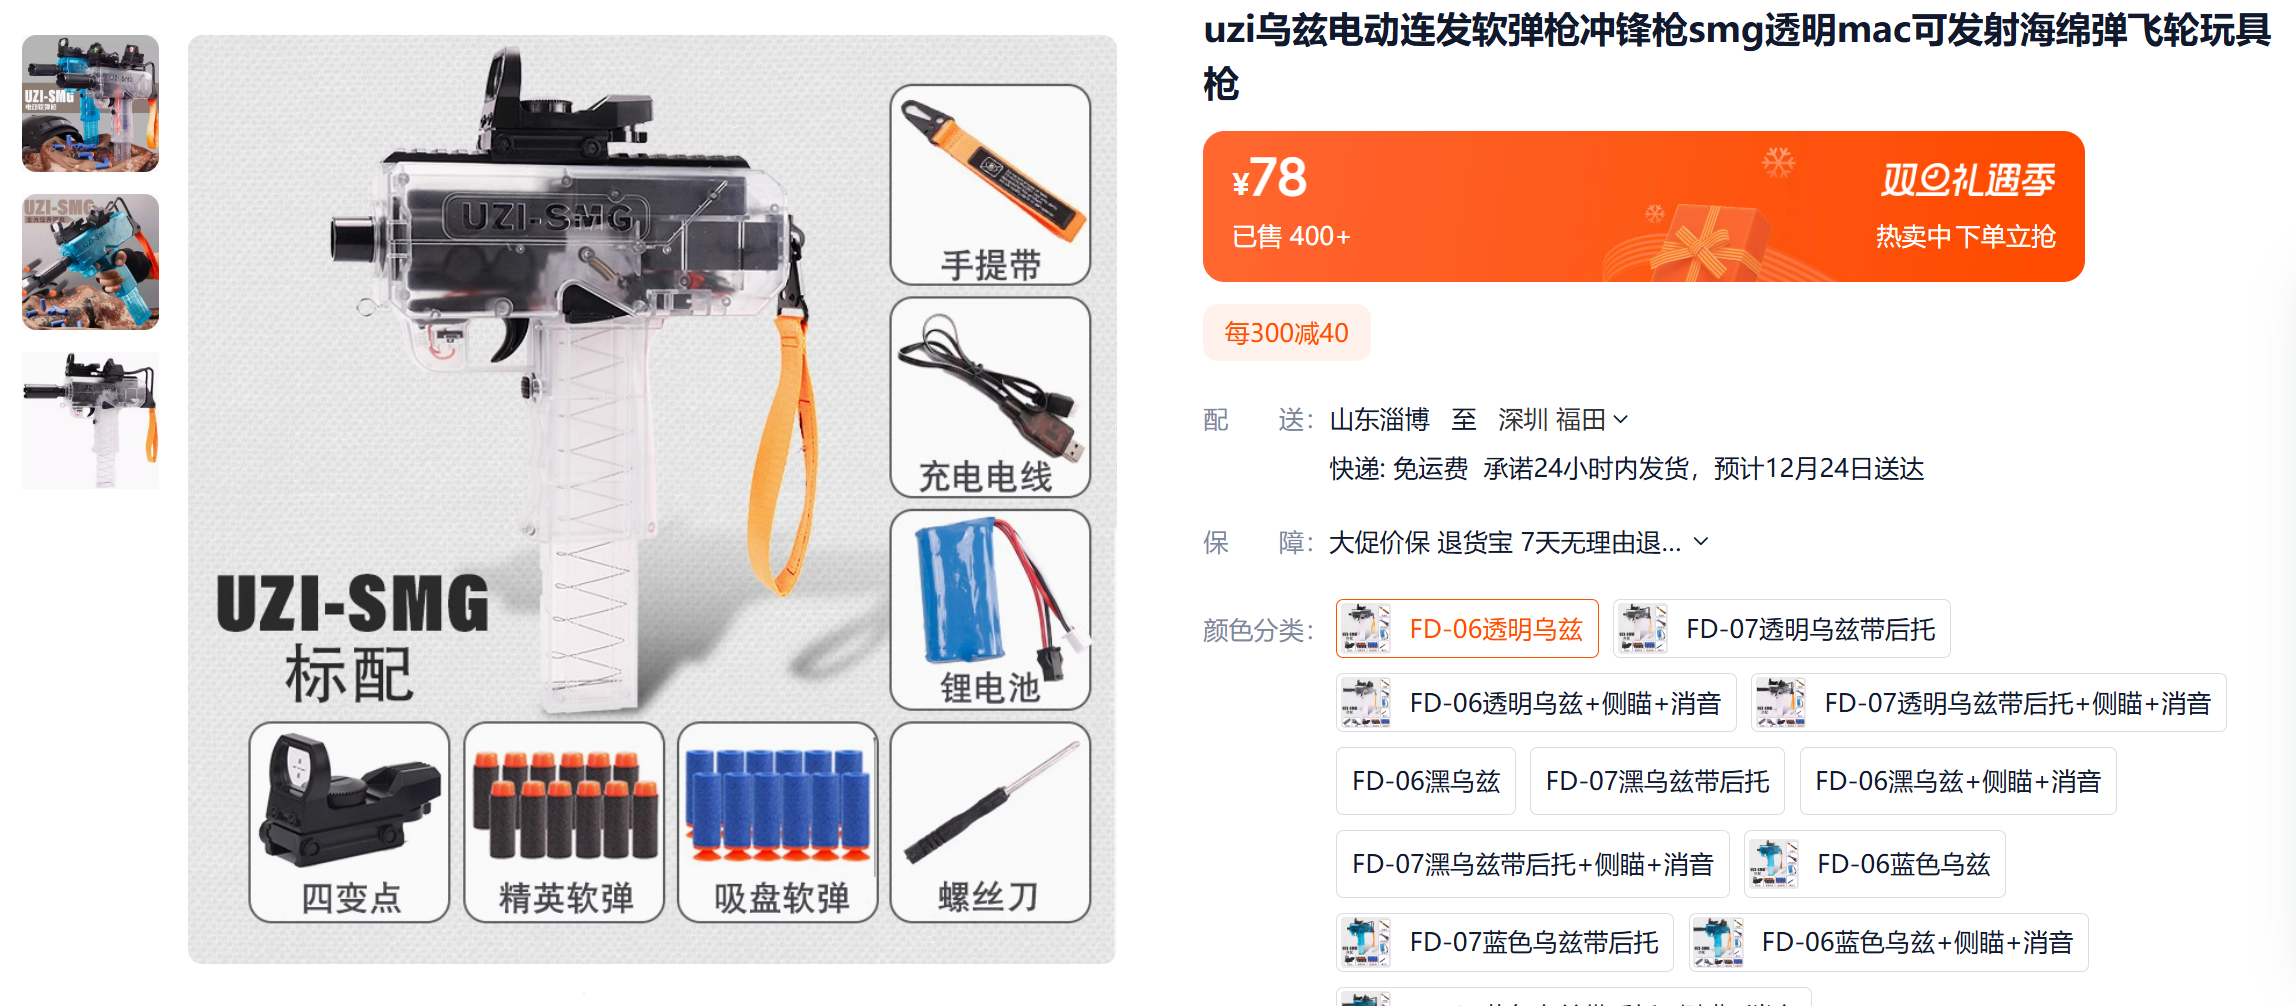 uzi乌兹电动连发软弹枪冲锋枪smg透明mac可发射海绵弹飞轮玩具
枪
¥78
已售 400+
双旦礼遇季
热卖中 下单立抢
每300减40
配送：山东淄博 至 深圳 福田
快递: 免运费 承诺24小时内发货，预计12月24日送达
保障：大促价保 退货宝 7天无理由退...
颜色分类：
FD-06透明乌兹
FD-07透明乌兹带后托
FD-06透明乌兹+侧瞄+消音
FD-07透明乌兹带后托+侧瞄+消音
FD-06黑乌兹
FD-07黑乌兹带后托
FD-06黑乌兹+侧瞄+消音
FD-07黑乌兹带后托+侧瞄+消音
FD-06蓝色乌兹
FD-07蓝色乌兹带后托
FD-06蓝色乌兹+侧瞄+消音
UZI-SMG
UZI-SMG
UZI-SMG
手提带
充电电线
锂电池
UZI-SMG
标配
四变点
精英软弹
吸盘软弹
螺丝刀